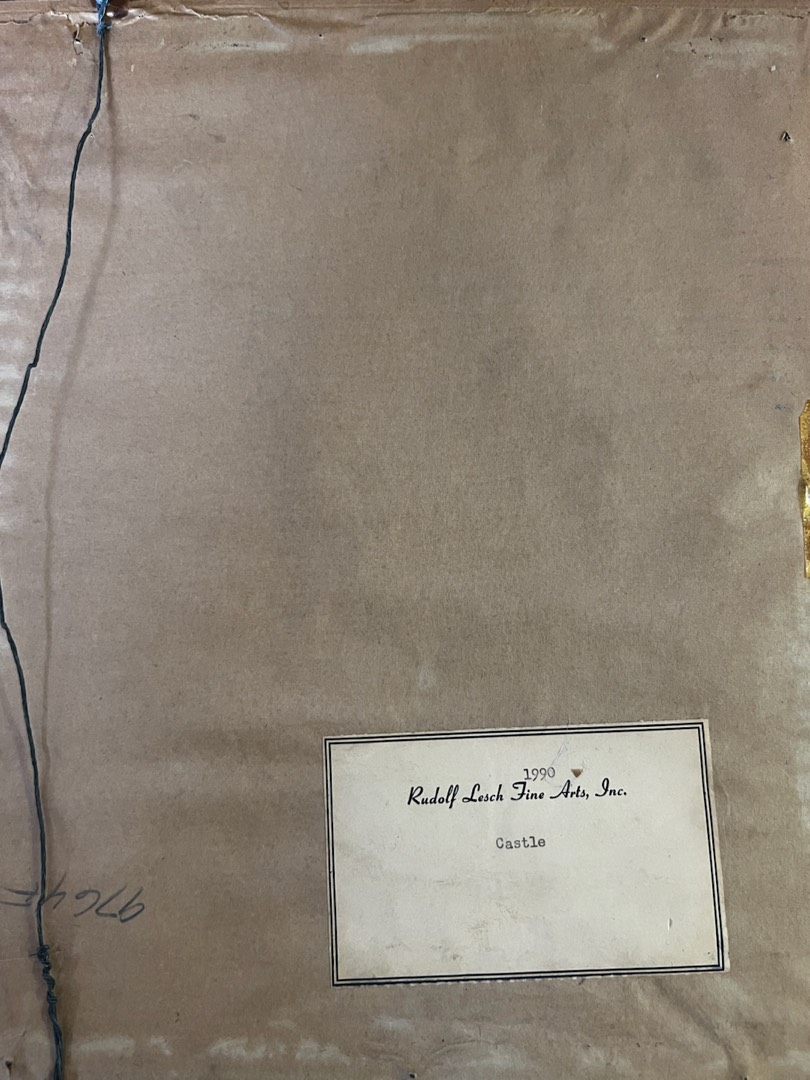 1990
Rudolf Lesch Fine Arts, Inc.
Castle